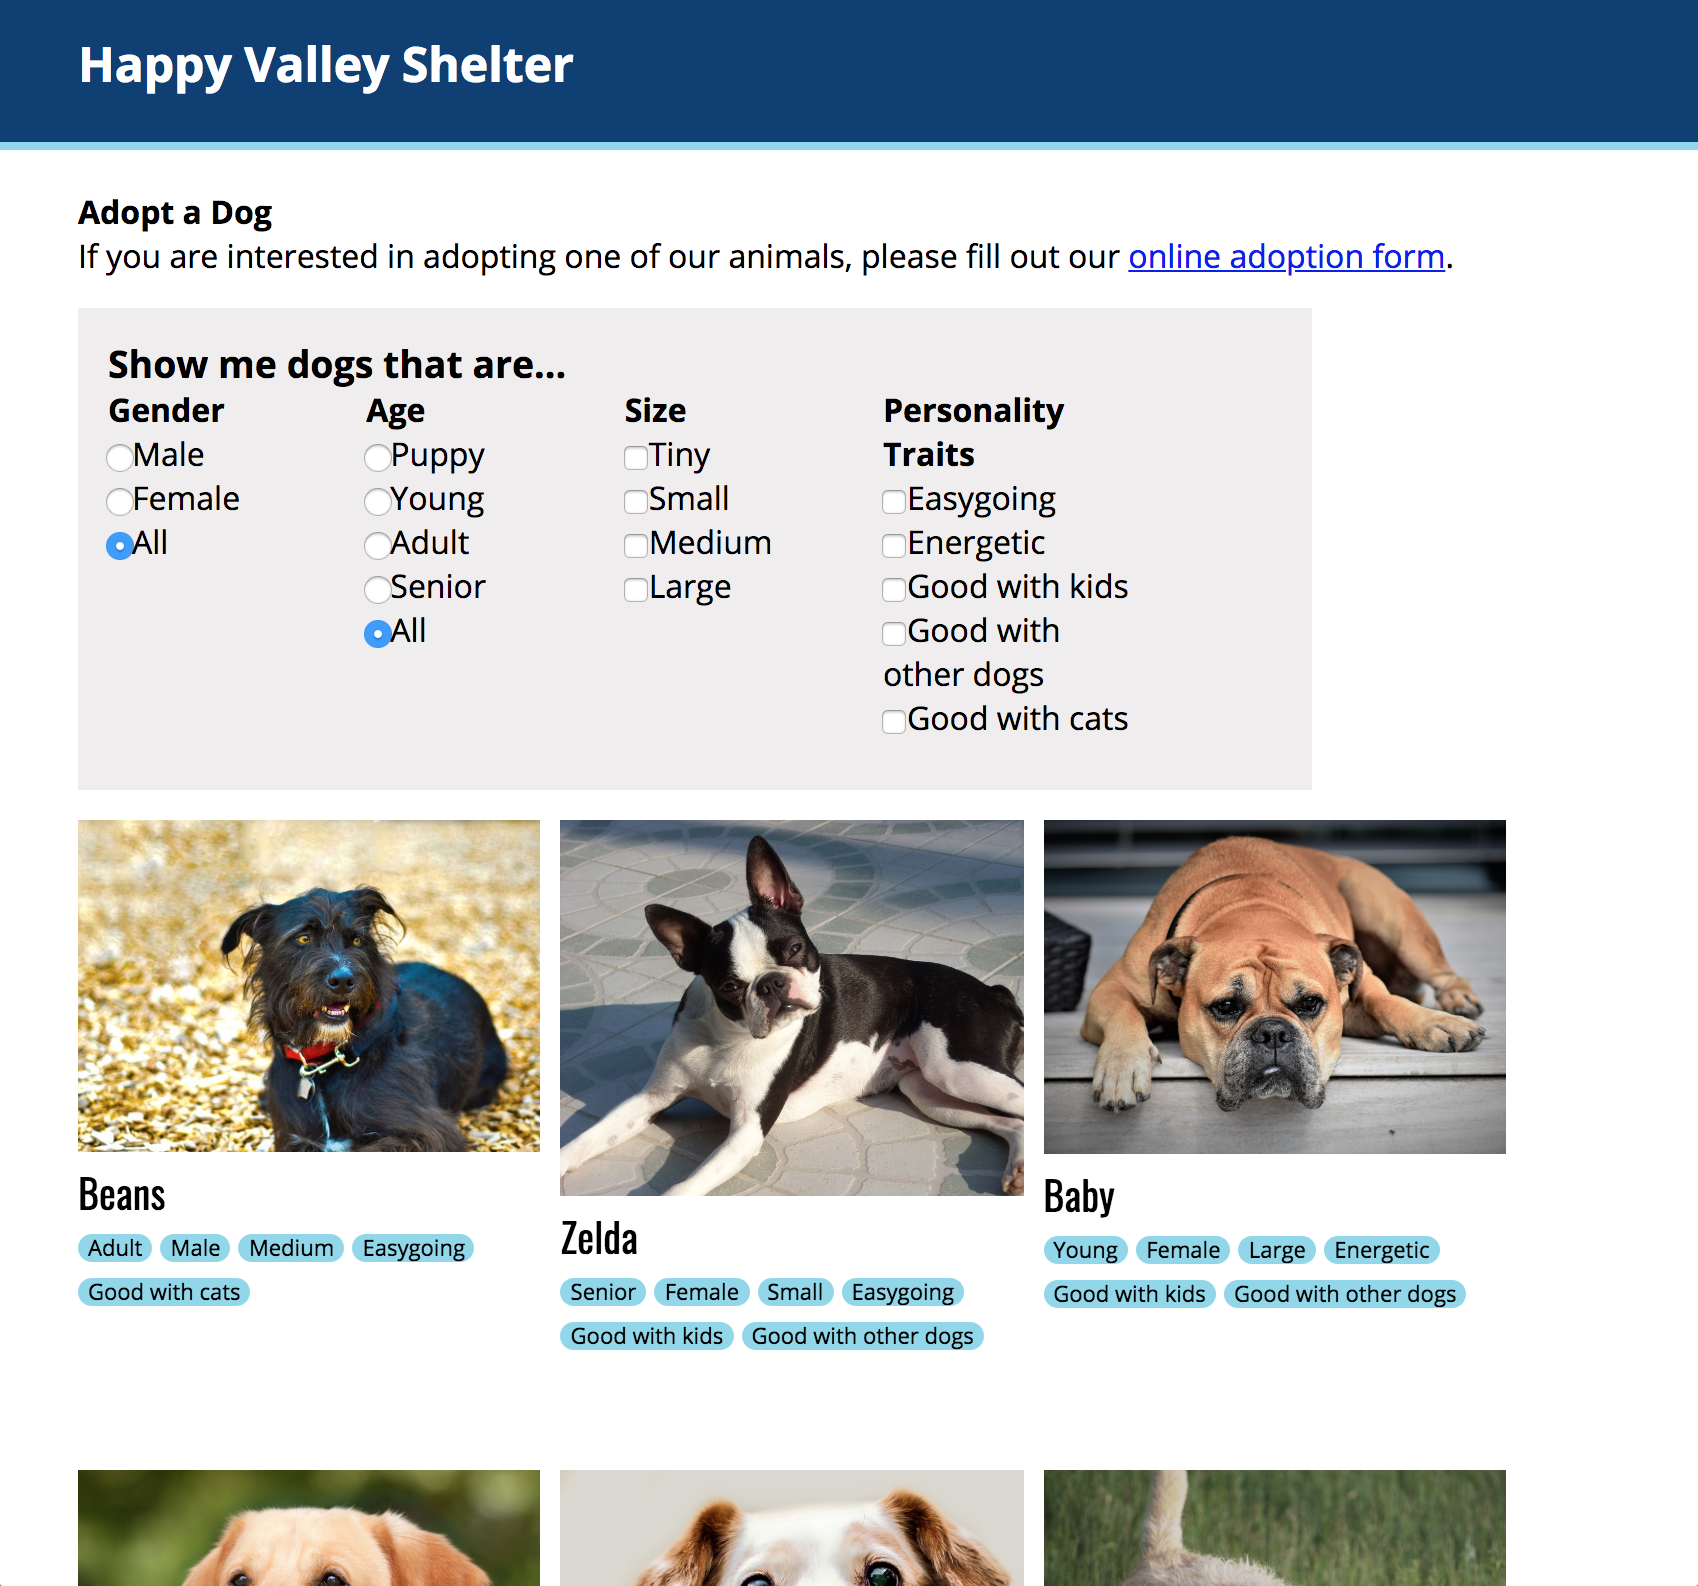 Happy Valley Shelter
Adopt a Dog
If you are interested in adopting one of our animals, please fill out our online adoption form.
Show me dogs that are...
Gender
Male
Female
All
Age
Puppy
Young
Adult
Senior
All
Size
Tiny
Small
Medium
Large
Personality
Traits
Easygoing
Energetic
Good with kids
Good with
other dogs
Good with cats
Beans
Adult Male Medium Easygoing
Good with cats
Zelda
Senior Female Small Easygoing
Good with kids Good with other dogs
Baby
Young Female Large Energetic
Good with kids Good with other dogs